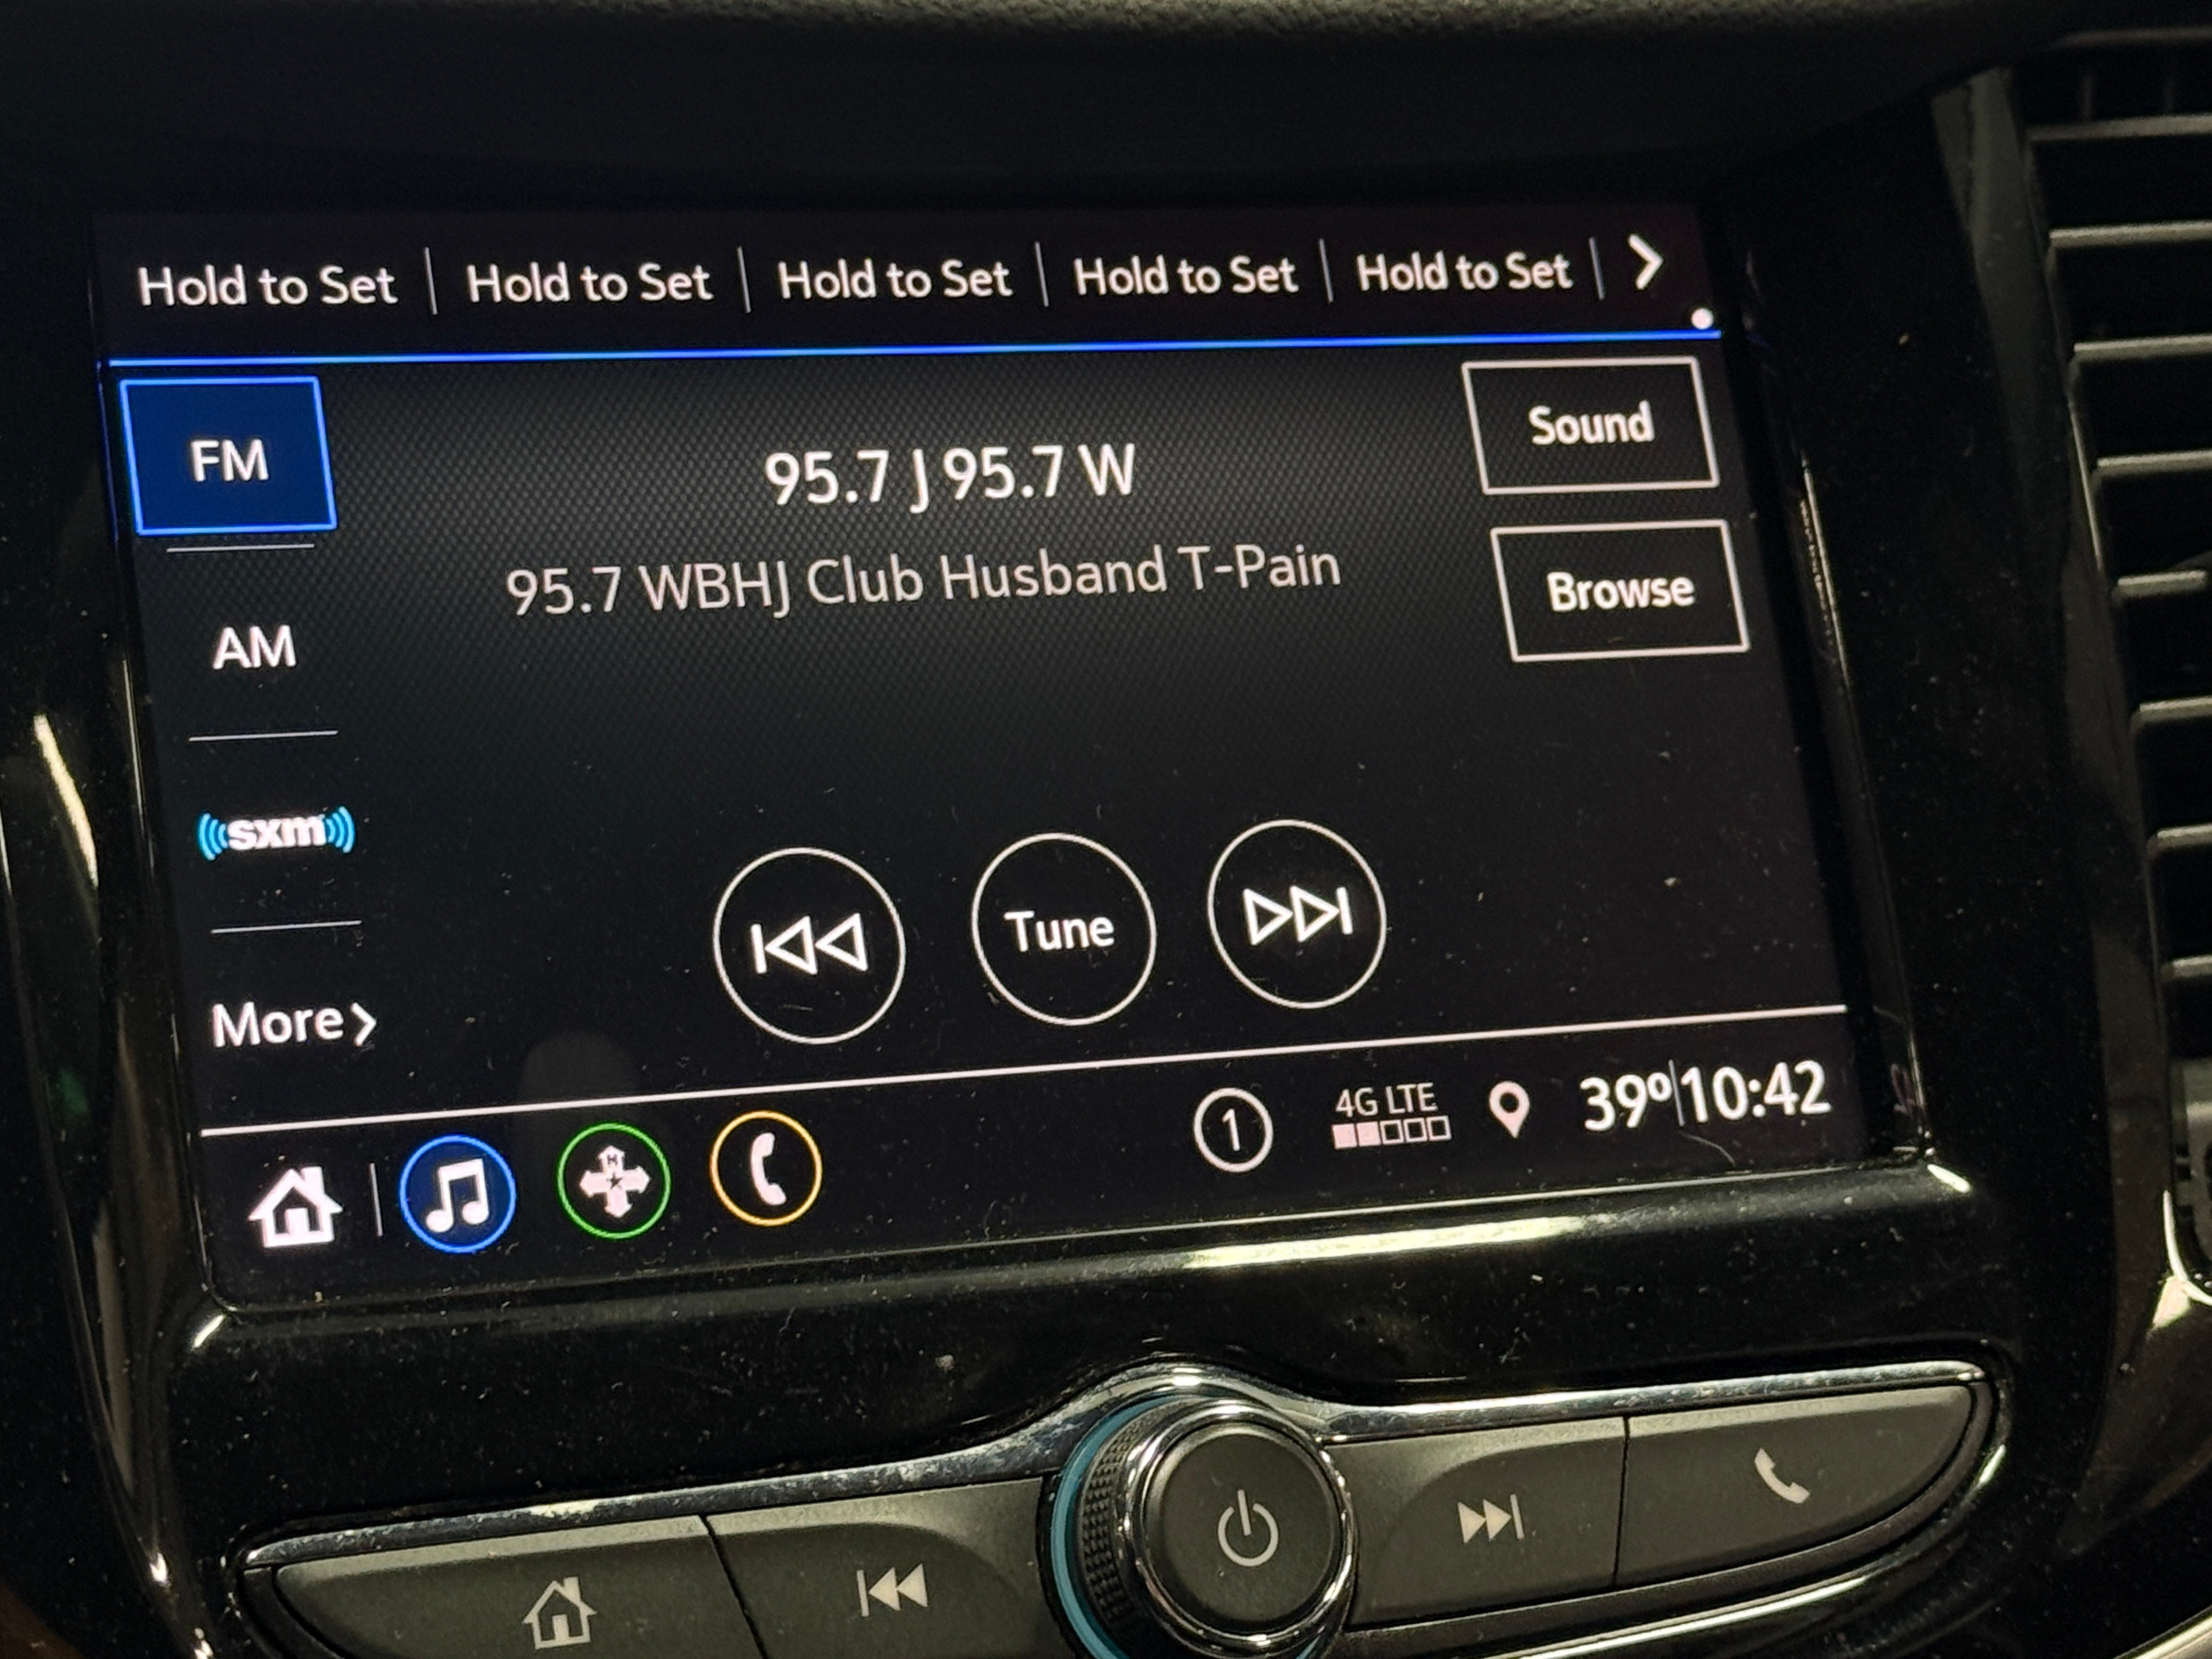 Hold to Set | Hold to Set | Hold to Set | Hold to Set | Hold to Set
FM
Sound
95.7 J 95.7 W
95.7 WBHJ Club Husband T-Pain
Browse
AM
sxm
Tune
More
1
4G LTE
39° 10:42